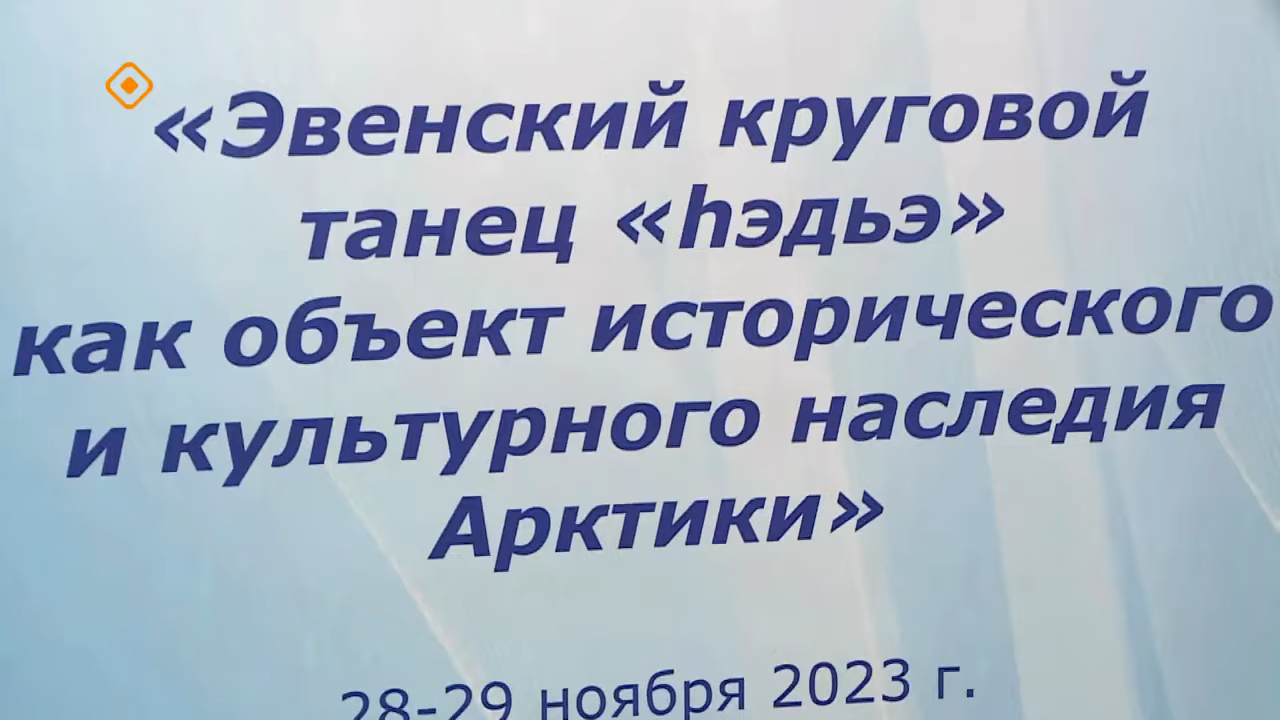 «Эвенский круговой
танец «һэдьэ»
как объект исторического
и культурного наследия
Арктики»
28-29 ноября 2023 г.